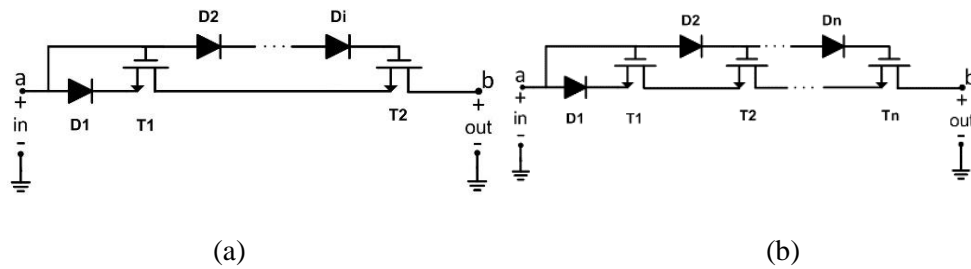 D2
Di
a
b
+
D1
T1
T2
+
in
out
-
-
(a)
D2
Dn
a
b
+
D1
T1
T2
Tn
+
in
out
-
-
(b)